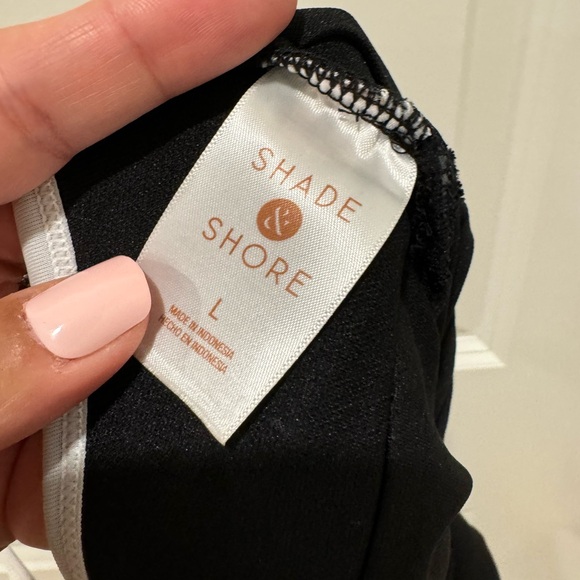 SHADE
&
SHORE
L
MADE IN INDONESIA
HECHO EN INDONESIA